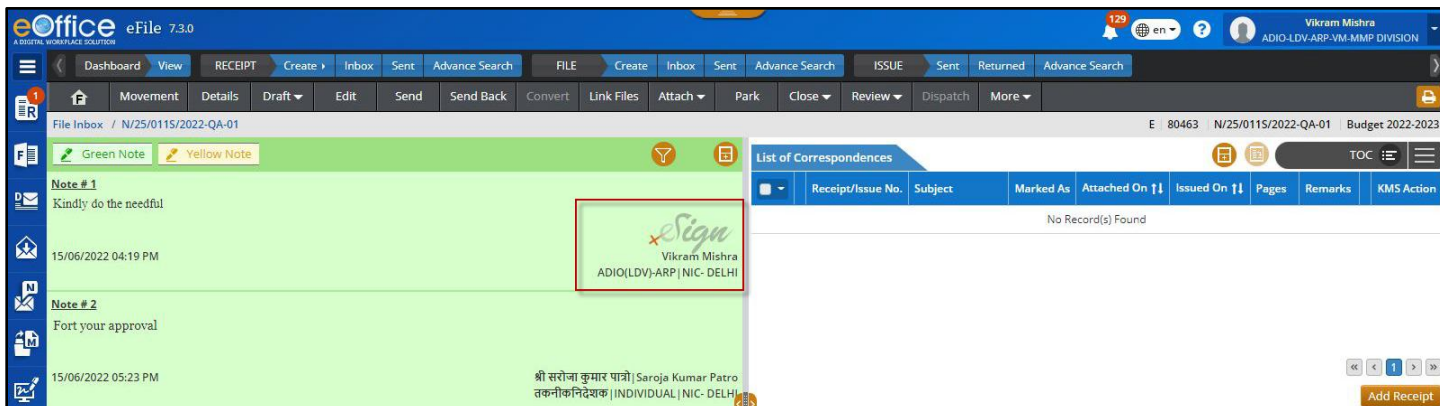 eOffice eFile 7.3.0
A DIGITAL WORKPLACE SOLUTION
129
en
?
Vikram Mishra
ADIO-LDV-ARP-VM-MMP DIVISION
Dashboard View RECEIPT Create Inbox Sent Advance Search FILE Create Inbox Sent Advance Search ISSUE Sent Returned Advance Search
1
R
Movement Details Draft Edit Send Send Back Convert Link Files Attach Park Close Review Dispatch More
File Inbox / N/25/011S/2022-QA-01
E 80463 N/25/011S/2022-QA-01 Budget 2022-2023
F
Green Note Yellow Note
List of Correspondences
TOC
D
Receipt/Issue No. Subject Marked As Attached On Issued On Pages Remarks KMS Action
No Record(s) Found
Note # 1
Kindly do the needful
eSign
15/06/2022 04:19 PM
Vikram Mishra
ADIO(LDV)-ARP|NIC- DELHI
N
Note # 2
Fort your approval
M
15/06/2022 05:23 PM
श्री सरोजा कुमार पात्रो|Saroja Kumar Patro
तकनीकनिदेशक|INDIVIDUAL|NIC- DELHI
« ‹ 1 › »
Add Receipt